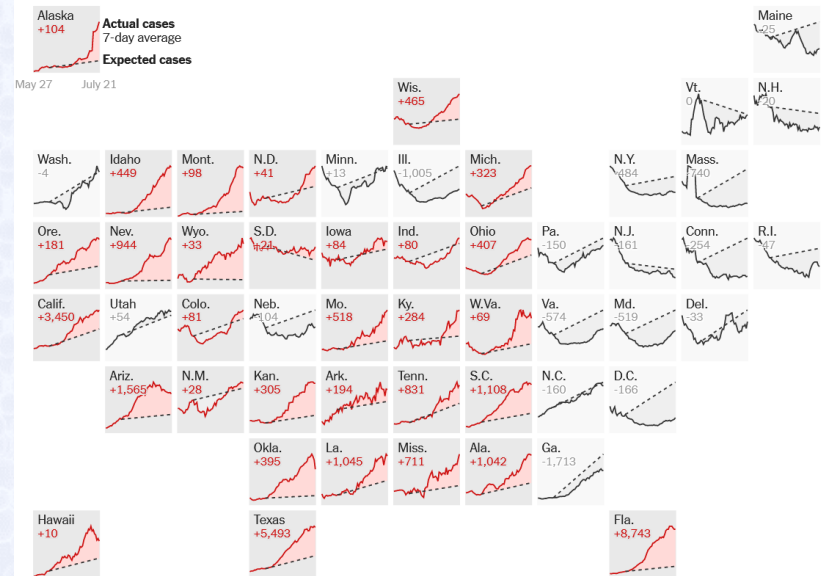 Alaska
+104
Actual cases
7-day average
Expected cases
May 27 July 21
Maine
-25
Wis.
+465
Vt.
0
N.H.
-20
Wash.
-4
Idaho
+449
Mont.
+98
N.D.
+41
Minn.
+13
Ill.
-1,005
Mich.
+323
N.Y.
-484
Mass.
-740
Ore.
+181
Nev.
+944
Wyo.
+33
S.D.
+21
Iowa
+84
Ind.
+80
Ohio
+407
Pa.
-150
N.J.
-161
Conn.
-254
R.I.
-47
Calif.
+3,450
Utah
+54
Colo.
+81
Neb.
-104
Mo.
+518
Ky.
+284
W.Va.
+69
Va.
-574
Md.
-519
Del.
-33
Ariz.
+1,565
N.M.
+28
Kan.
+305
Ark.
+194
Tenn.
+831
S.C.
+1,108
N.C.
-160
D.C.
-166
Okla.
+395
La.
+1,045
Miss.
+711
Ala.
+1,042
Ga.
-1,713
Hawaii
+10
Texas
+5,493
Fla.
+8,743